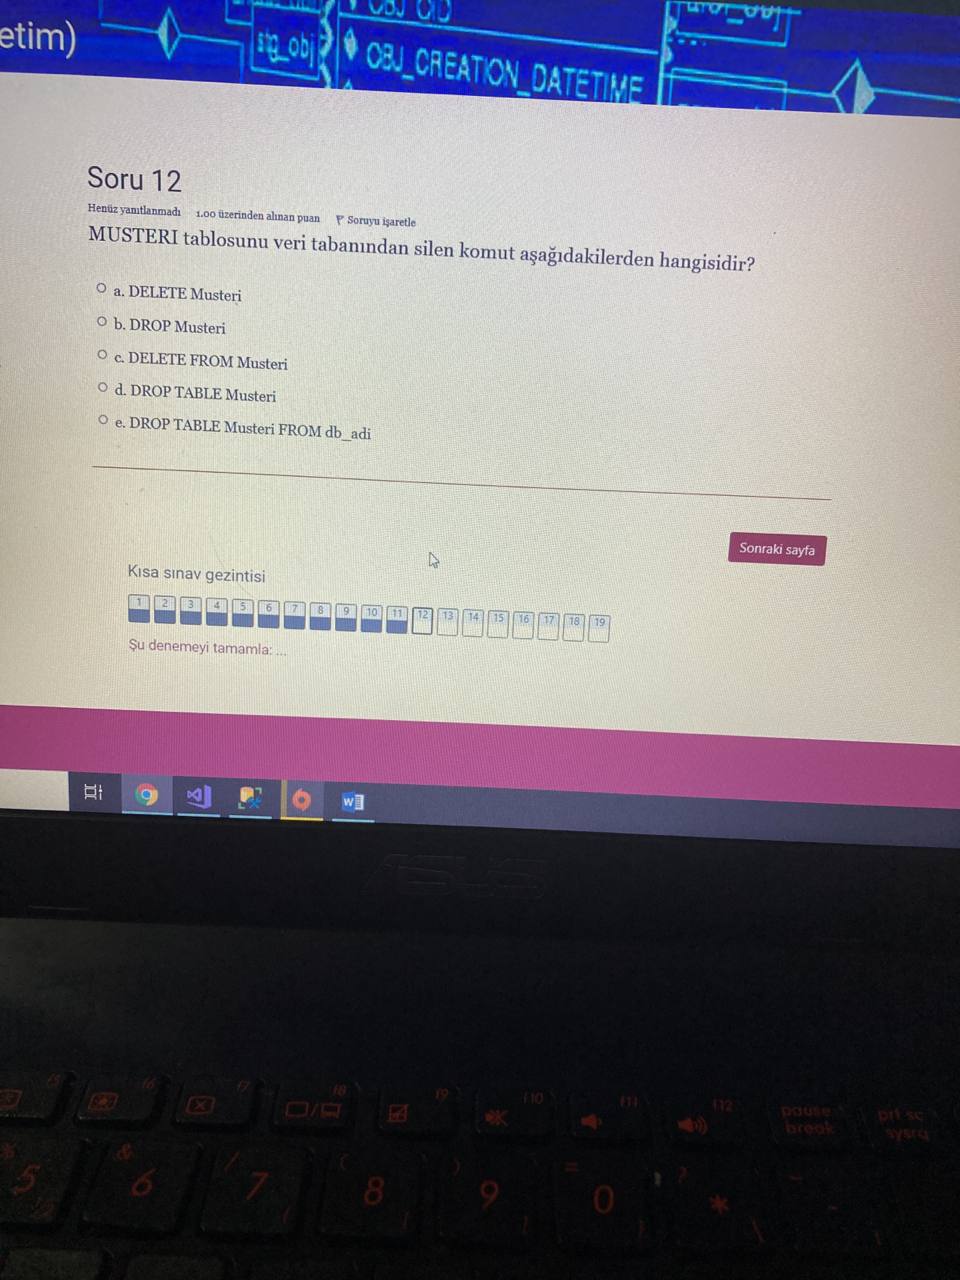 etim)
OBJ_OID
stg_obj
OBJ_CREATION_DATETIME
Soru 12
Henüz yanıtlanmadı 1.00 üzerinden alınan puan Soruyu işaretle
MUSTERI tablosunu veri tabanından silen komut aşağıdakilerden hangisidir?
a. DELETE Musteri
b. DROP Musteri
c. DELETE FROM Musteri
d. DROP TABLE Musteri
e. DROP TABLE Musteri FROM db_adi
Sonraki sayfa
Kısa sınav gezintisi
1 2 3 4 5 6 7 8 9 10 11 12 13 14 15 16 17 18 19
Şu denemeyi tamamla: ...
W
ASUS
f5 f6 f7 f8 f9 f10 f11 f12 pause break prt sc sysrq
% 5 & 6 / 7 { ( 8 [ ) 9 ] = 0 } ? * \ _ -